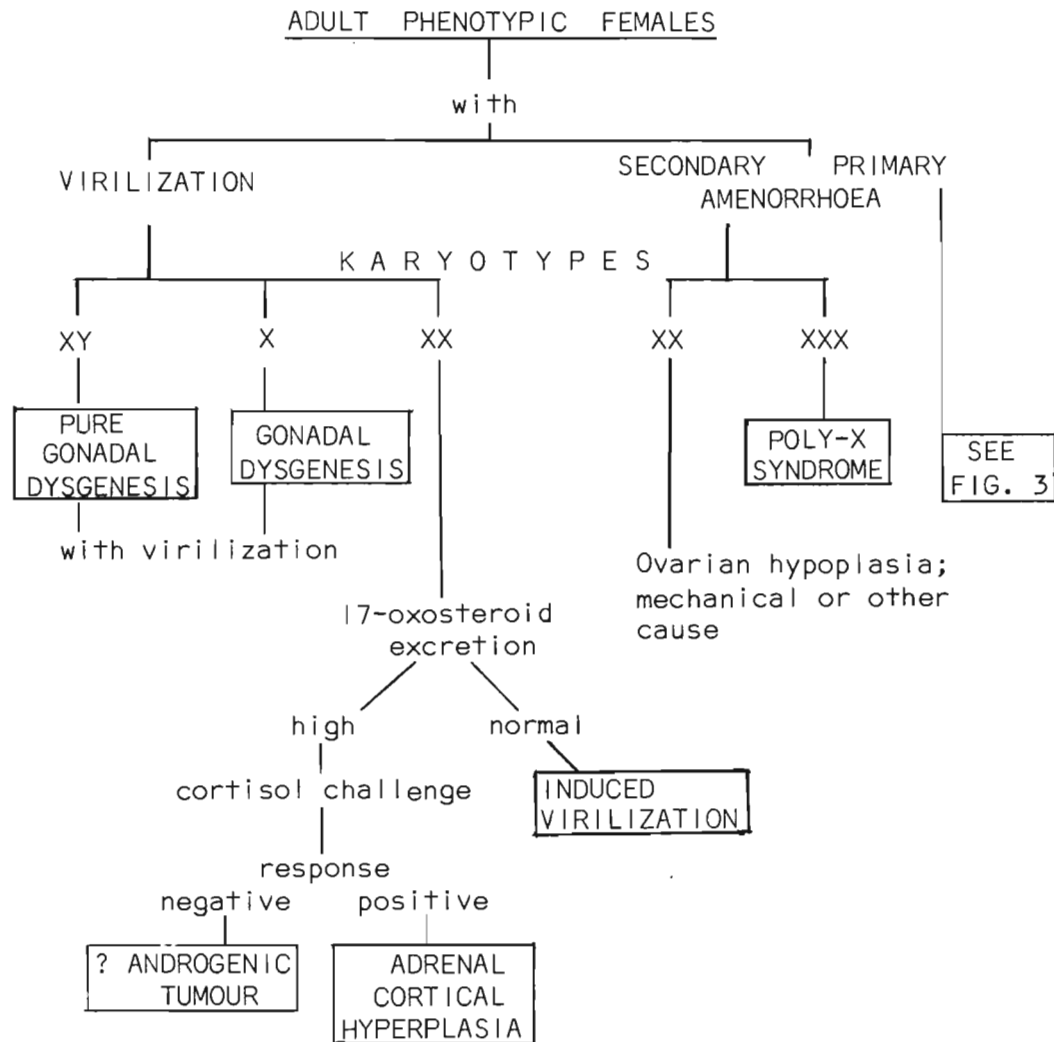 ADULT PHENOTYPIC FEMALES
with
VIRILIZATION
SECONDARY PRIMARY
AMENORRHOEA
KARYOTYPES
XY X XX XX XXX
PURE
GONADAL
DYSGENESIS
GONADAL
DYSGENESIS
POLY-X
SYNDROME
SEE
FIG. 3
with virilization
Ovarian hypoplasia;
mechanical or other
cause
17-oxosteroid
excretion
high normal
cortisol challenge
INDUCED
VIRILIZATION
response
negative positive
? ANDROGENIC
TUMOUR
ADRENAL
CORTICAL
HYPERPLASIA